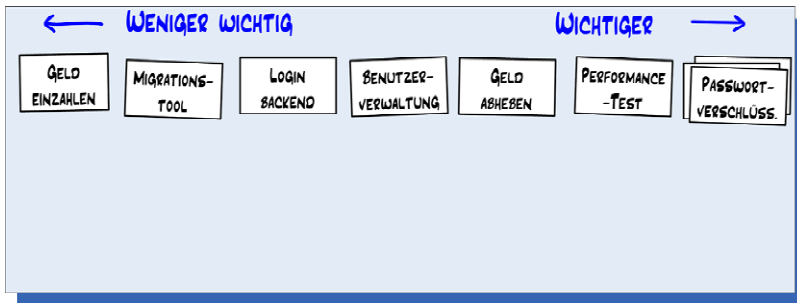 Weniger wichtig
Wichtiger
Geld
einzahlen
Migrations-
tool
Login
backend
Benutzer-
verwaltung
Geld
abheben
Performance
-Test
Passwort-
verschlüss.